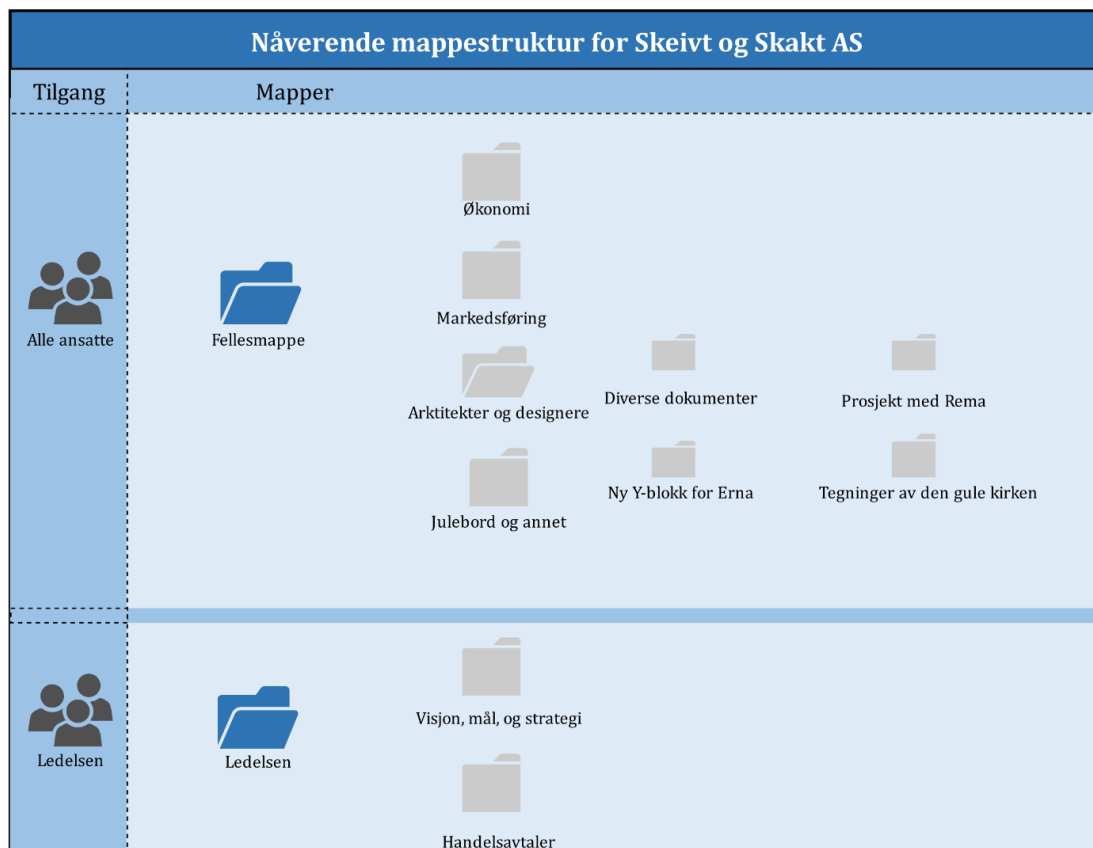 Nåverende mappestruktur for Skeivt og Skakt AS
Tilgang
Mapper
Økonomi
Markedsføring
Alle ansatte
Fellesmappe
Arktitekter og designere
Diverse dokumenter
Prosjekt med Rema
Julebord og annet
Ny Y-blokk for Erna
Tegninger av den gule kirken
Visjon, mål, og strategi
Ledelsen
Ledelsen
Handelsavtaler